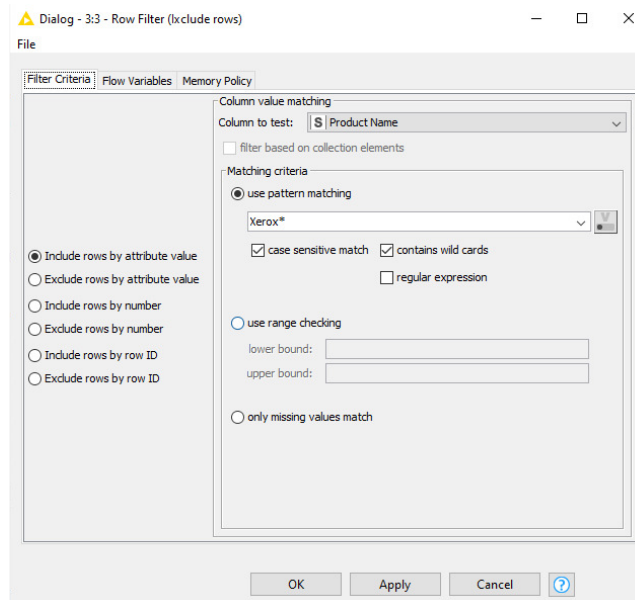 Dialog - 3:3 - Row Filter (lxclude rows)
File
Filter Criteria Flow Variables Memory Policy
Column value matching
Column to test: S Product Name
filter based on collection elements
Matching criteria
use pattern matching
Xerox*
V
case sensitive match contains wild cards
regular expression
Include rows by attribute value
Exclude rows by attribute value
Include rows by number
Exclude rows by number
Include rows by row ID
Exclude rows by row ID
use range checking
lower bound:
upper bound:
only missing values match
OK Apply Cancel ?